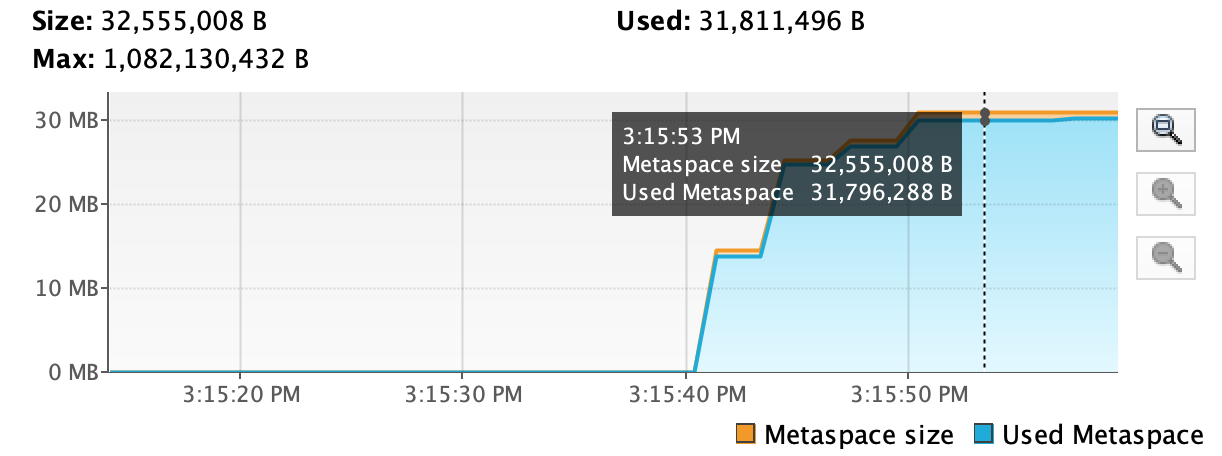 Size: 32,555,008 B Used: 31,811,496 B
Max: 1,082,130,432 B
30 MB
20 MB
10 MB
0 MB
3:15:53 PM
Metaspace size 32,555,008 B
Used Metaspace 31,796,288 B
3:15:20 PM 3:15:30 PM 3:15:40 PM 3:15:50 PM
Metaspace size Used Metaspace